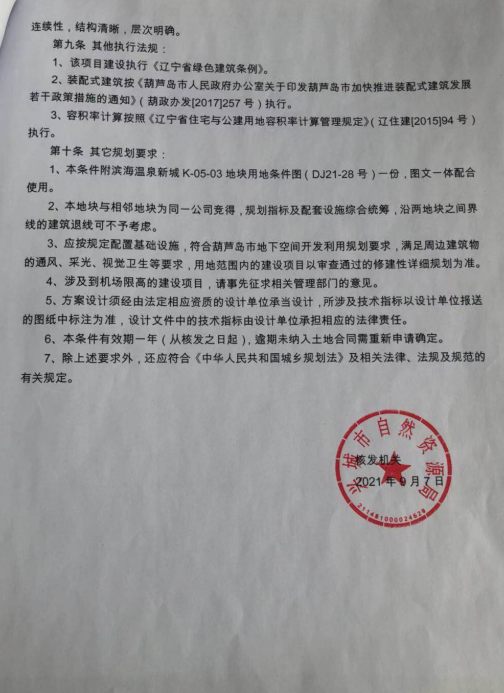 连续性，结构清晰，层次明确。
第九条 其他执行法规：
1、该项目建设执行《辽宁省绿色建筑条例》。
2、装配式建筑按《葫芦岛市人民政府办公室关于印发葫芦岛市加快推进装配式建筑发展
若干政策措施的通知》（葫政办发[2017]257号）执行。
3、容积率计算按照《辽宁省住宅与公建用地容积率计算管理规定》（辽住建[2015]94号）
执行。
第十条 其它规划要求：
1、本条件附滨海温泉新城K-05-03地块用地条件图（DJ21-28号）一份，图文一体配合
使用。
2、本地块与相邻地块为同一公司竞得，规划指标及配套设施综合统筹，沿两地块之间界
线的建筑退线可不予考虑。
3、应按规定配置基础设施，符合葫芦岛市地下空间开发利用规划要求，满足周边建筑物
的通风、采光、视觉卫生等要求，用地范围内的建设项目以审查通过的修建性详细规划为准。
4、涉及到机场限高的建设项目，请事先征求相关管理部门的意见。
5、方案设计须经由法定相应资质的设计单位承当设计，所涉及技术指标以设计单位报送
的图纸中标注为准，设计文件中的技术指标由设计单位承担相应的法律责任。
6、本条件有效期一年（从核发之日起），逾期未纳入土地合同需重新申请确定。
7、除上述要求外，还应符合《中华人民共和国城乡规划法》及相关法律、法规及规范的
有关规定。
兴城市自然资源局
核发机关
2021年9月7日
211481000024628